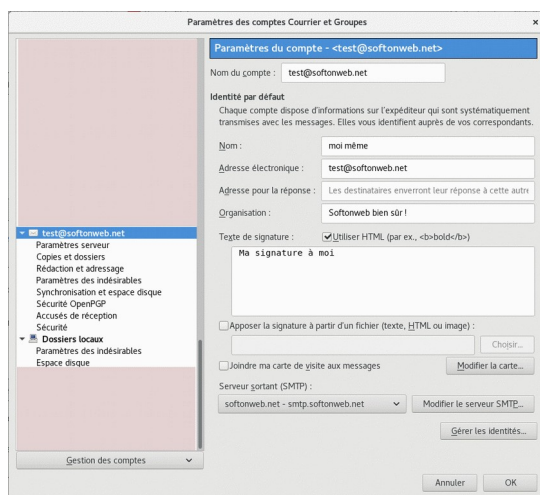 Paramètres des comptes Courrier et Groupes
Paramètres du compte - <test@softonweb.net>
Nom du compte : test@softonweb.net
Identité par défaut
Chaque compte dispose d'informations sur l'expéditeur qui sont systématiquement
transmises avec les messages. Elles vous identifient auprès de vos correspondants.
Nom : moi même
Adresse électronique : test@softonweb.net
Adresse pour la réponse : Les destinataires enverront leur réponse à cette autre
Organisation : Softonweb bien sûr !
Texte de signature : Utiliser HTML (par ex., <b>bold</b>)
Ma signature à moi
Apposer la signature à partir d'un fichier (texte, HTML ou image) :
Choisir...
Joindre ma carte de visite aux messages Modifier la carte...
Serveur sortant (SMTP) :
softonweb.net - smtp.softonweb.net Modifier le serveur SMTP...
Gérer les identités...
test@softonweb.net
Paramètres serveur
Copies et dossiers
Rédaction et adressage
Paramètres des indésirables
Synchronisation et espace disque
Sécurité OpenPGP
Accusés de réception
Sécurité
Dossiers locaux
Paramètres des indésirables
Espace disque
Gestion des comptes
Annuler OK